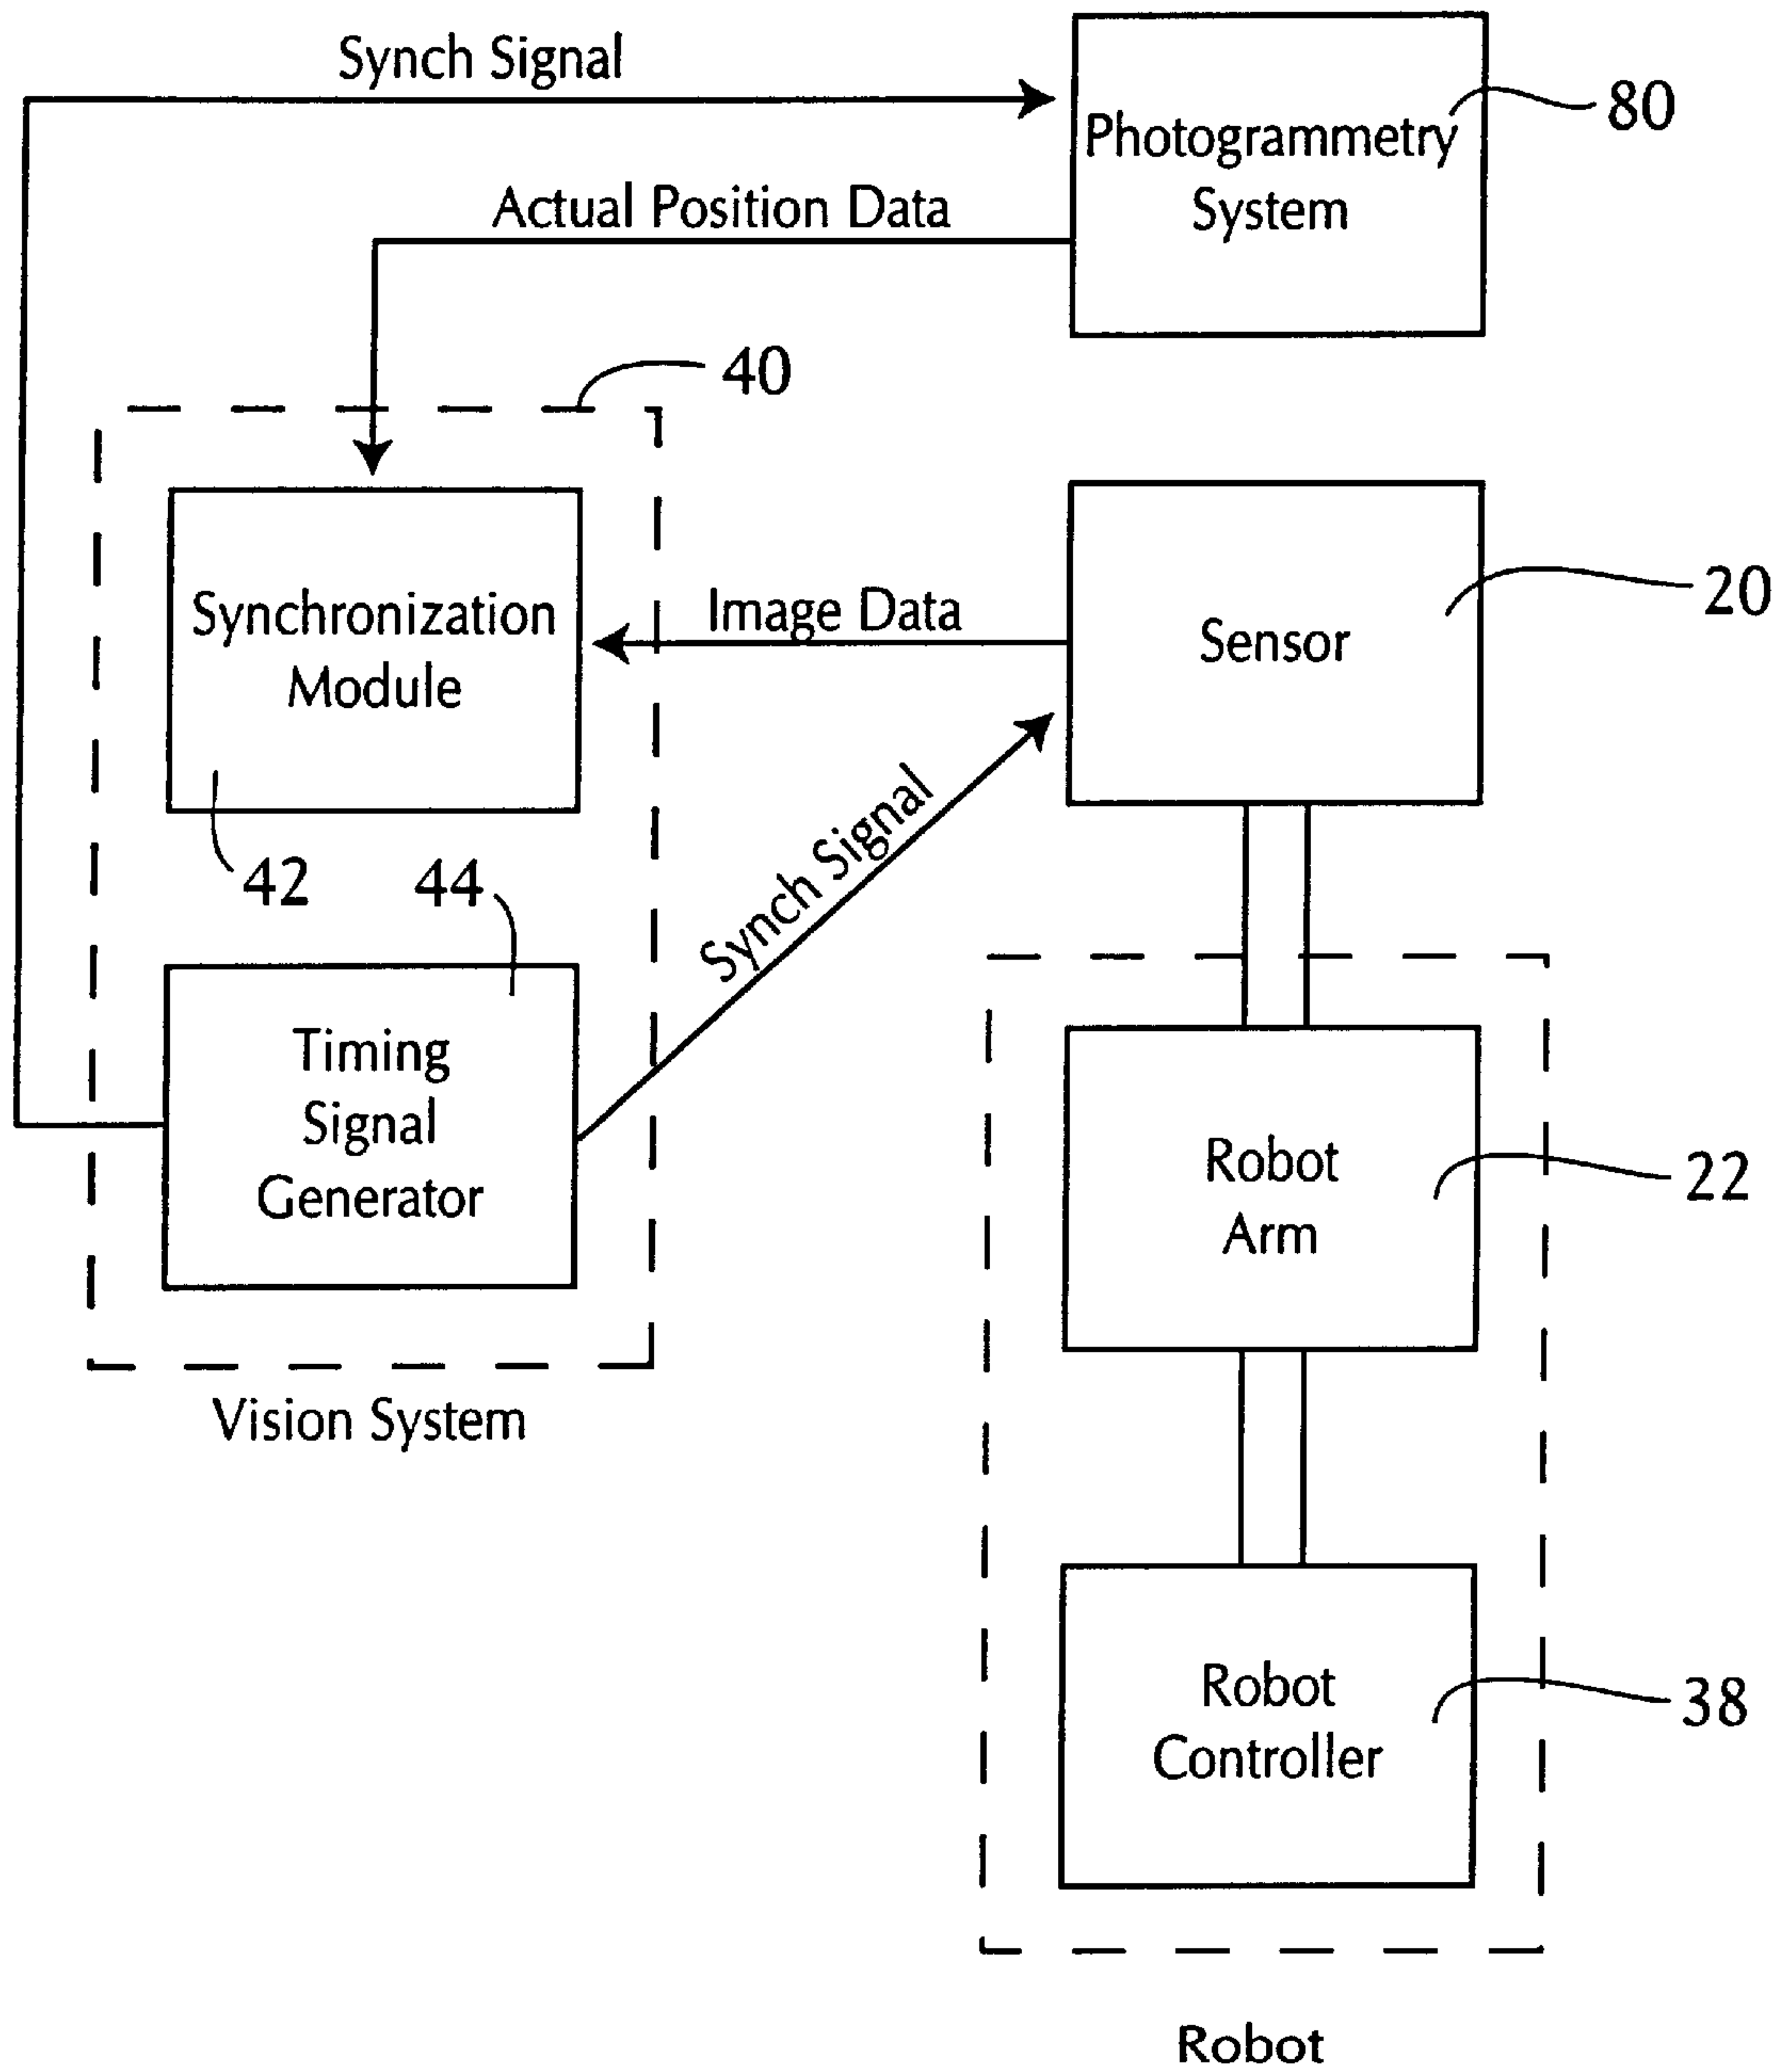 Synch Signal
Photogrammetry
System
80
Actual Position Data
40
Synchronization
Module
42
Image Data
Sensor
20
Synch Signal
44
Timing
Signal
Generator
Vision System
Robot
Arm
22
Robot
Controller
38
Robot